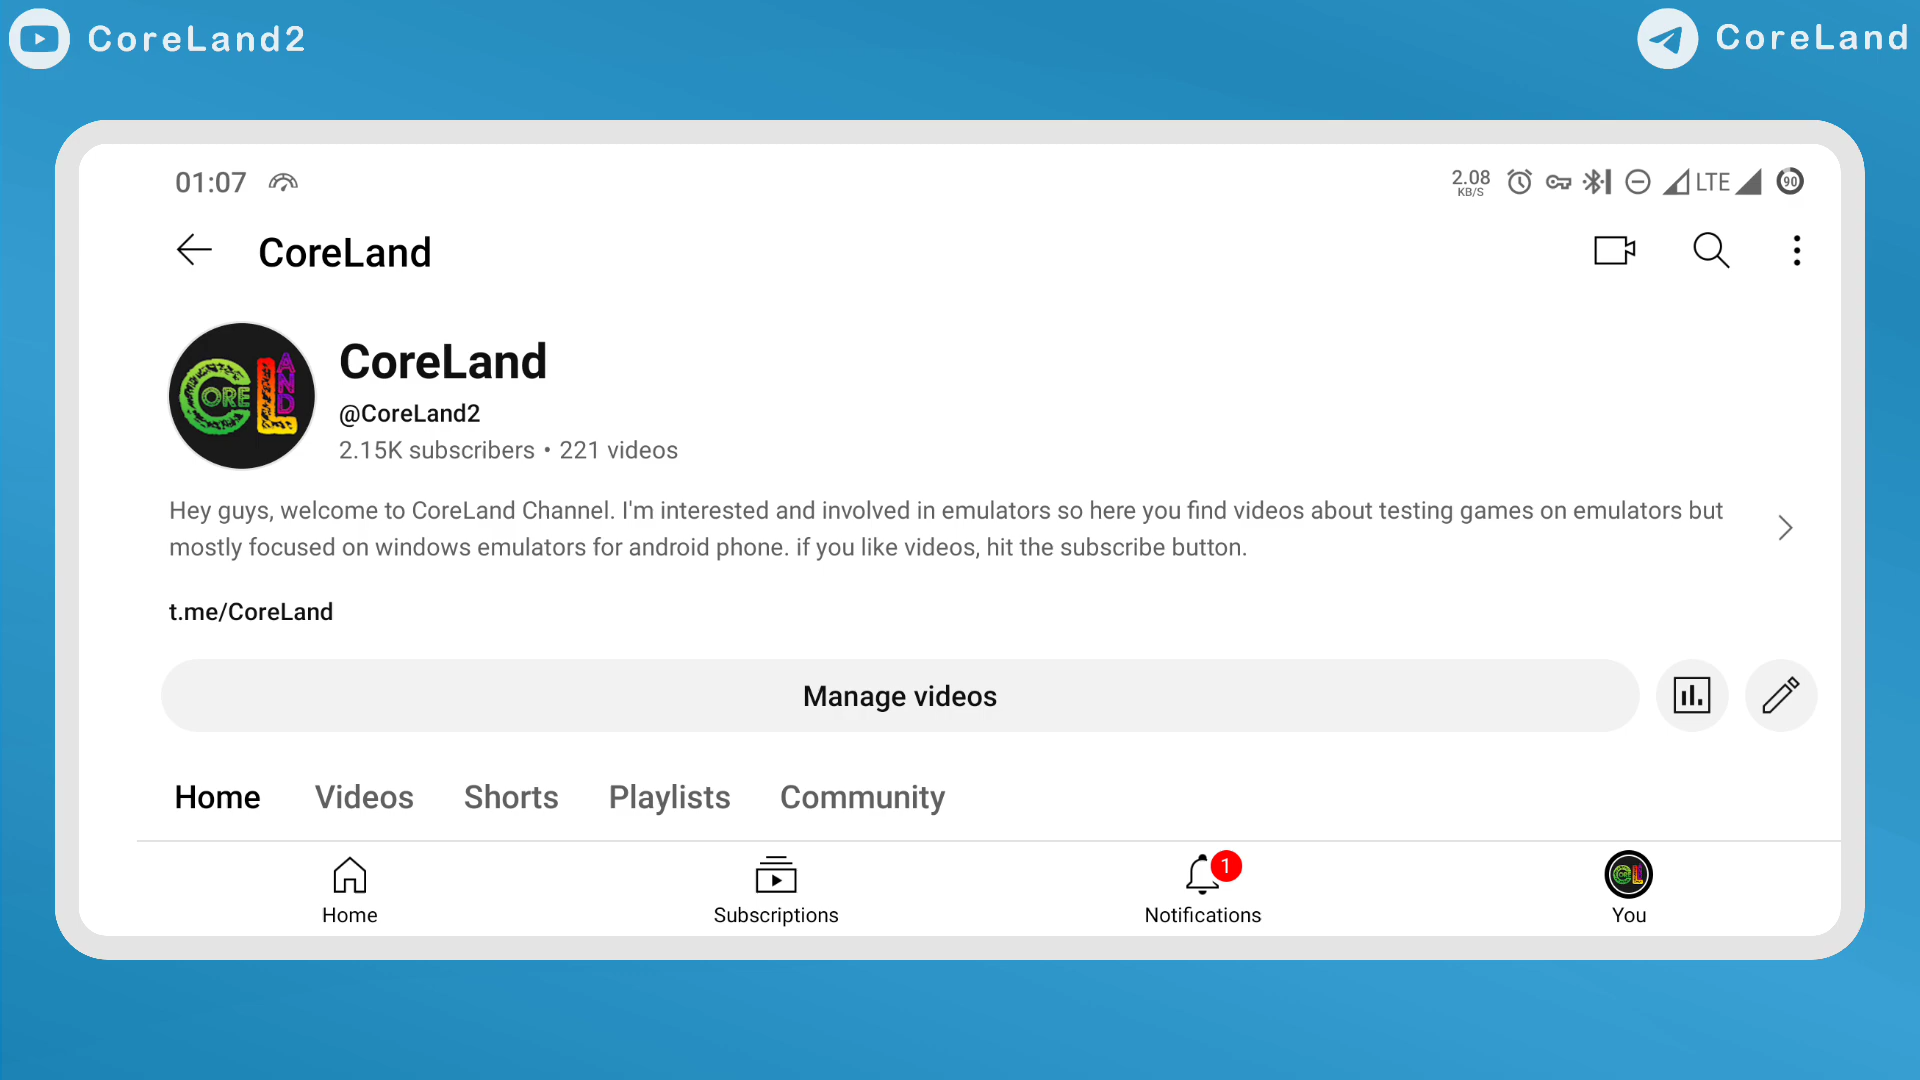 CoreLand2
CoreLand
01:07
2.08
KB/S
LTE
90
CoreLand
CORE LAND
CoreLand
@CoreLand2
2.15K subscribers • 221 videos
Hey guys, welcome to CoreLand Channel. I'm interested and involved in emulators so here you find videos about testing games on emulators but
mostly focused on windows emulators for android phone. if you like videos, hit the subscribe button.
t.me/CoreLand
Manage videos
Home Videos Shorts Playlists Community
1
Home Subscriptions Notifications You